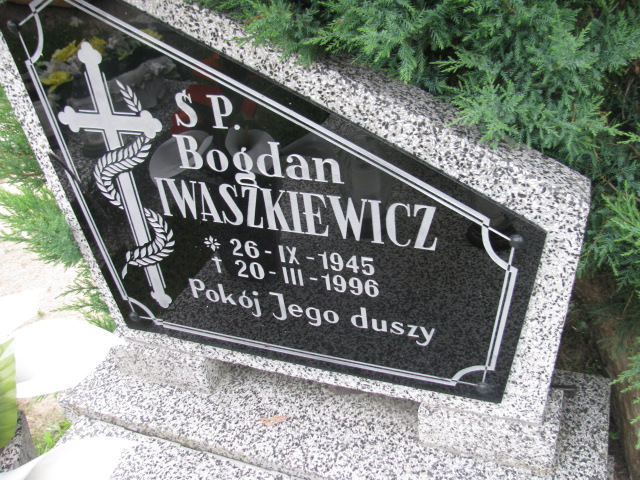 S P.
Bogdan
IWASZKIEWICZ
* 26-IX-1945
† 20-III-1996
Pokój Jego duszy